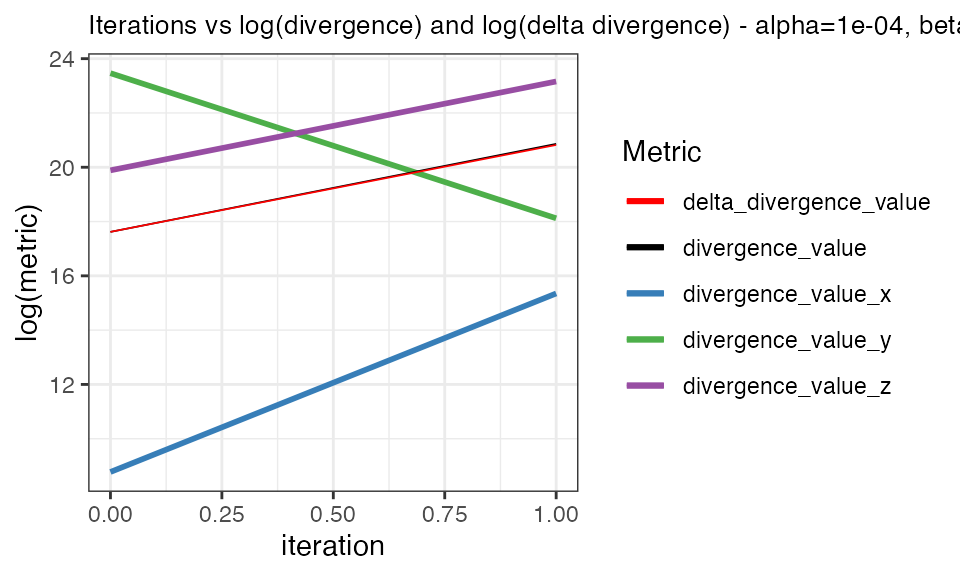 Iterations vs log(divergence) and log(delta divergence) - alpha=1e-04, beta
24
20
16
12
log(metric)
0.00 0.25 0.50 0.75 1.00
iteration
Metric
delta_divergence_value
divergence_value
divergence_value_x
divergence_value_y
divergence_value_z